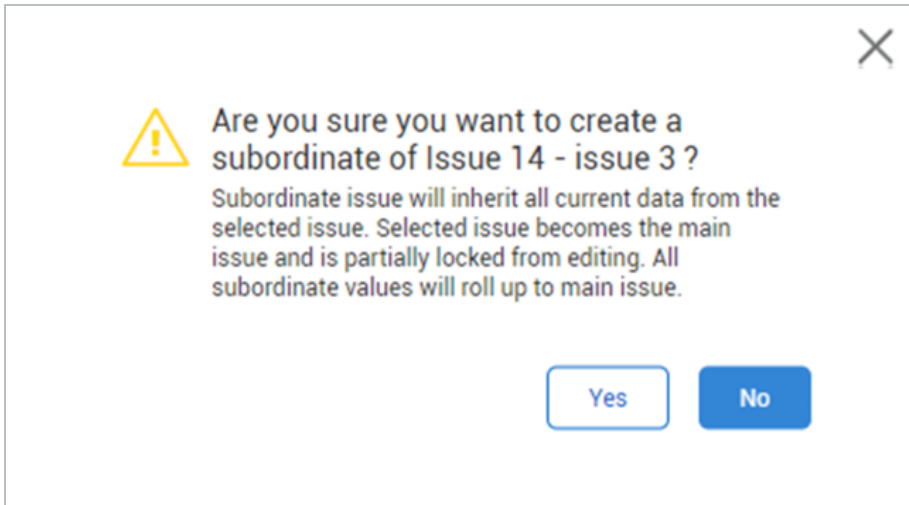 Are you sure you want to create a
subordinate of Issue 14 - issue 3 ?
Subordinate issue will inherit all current data from the
selected issue. Selected issue becomes the main
issue and is partially locked from editing. All
subordinate values will roll up to main issue.
Yes
No